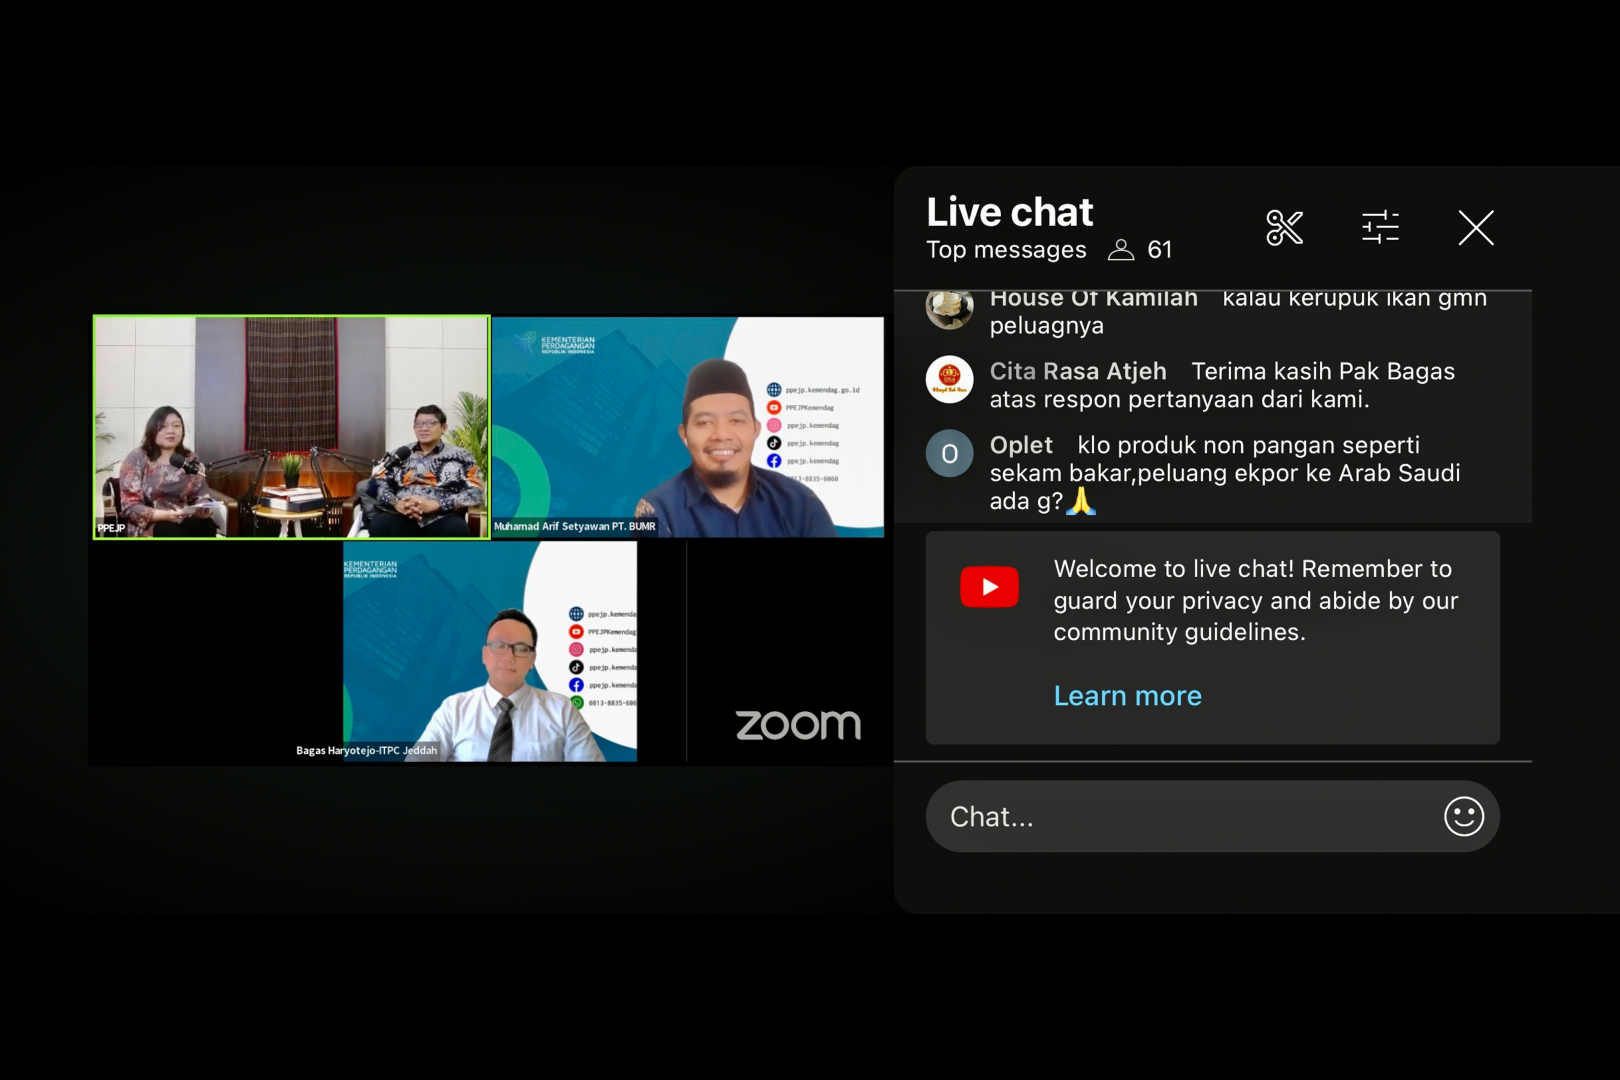 KEMENTERIAN
PERDAGANGAN
REPUBLIK INDONESIA
ppejp.kemendag.go.id
PPEJPKemendag
ppejp.kemendag
ppejp.kemendag
ppejp.kemendag
813-8835-6060
PPEJP
Muhamad Arif Setyawan PT. BUMR
KEMENTERIAN
PERDAGANGAN
REPUBLIK INDONESIA
ppejp.kemenda
PPEJPKemendag
ppejp.kemenda
ppejp.kemenda
ppejp.kemenda
0813-8835-606
Bagas Haryotejo-ITPC Jeddah
zoom
Live chat
Top messages 61
House Of Kamilah kalau kerupuk ikan gmn
peluagnya
Cita Rasa Atjeh Terima kasih Pak Bagas
atas respon pertanyaan dari kami.
O
Oplet klo produk non pangan seperti
sekam bakar,peluang ekpor ke Arab Saudi
ada g?🙏
Welcome to live chat! Remember to
guard your privacy and abide by our
community guidelines.
Learn more
Chat...